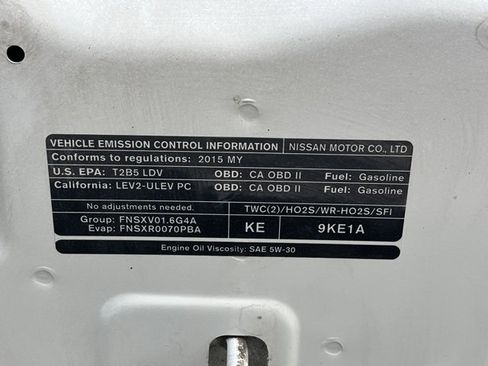 VEHICLE EMISSION CONTROL INFORMATION NISSAN MOTOR CO., LTD
Conforms to regulations: 2015 MY
U.S. EPA: T2B5 LDV OBD: CA OBD II Fuel: Gasoline
California: LEV2-ULEV PC OBD: CA OBD II Fuel: Gasoline
No adjustments needed. TWC(2)/HO2S/WR-HO2S/SFI
Group: FNSXV01.6G4A
Evap: FNSXR0070PBA KE 9KE1A
Engine Oil Viscosity: SAE 5W-30